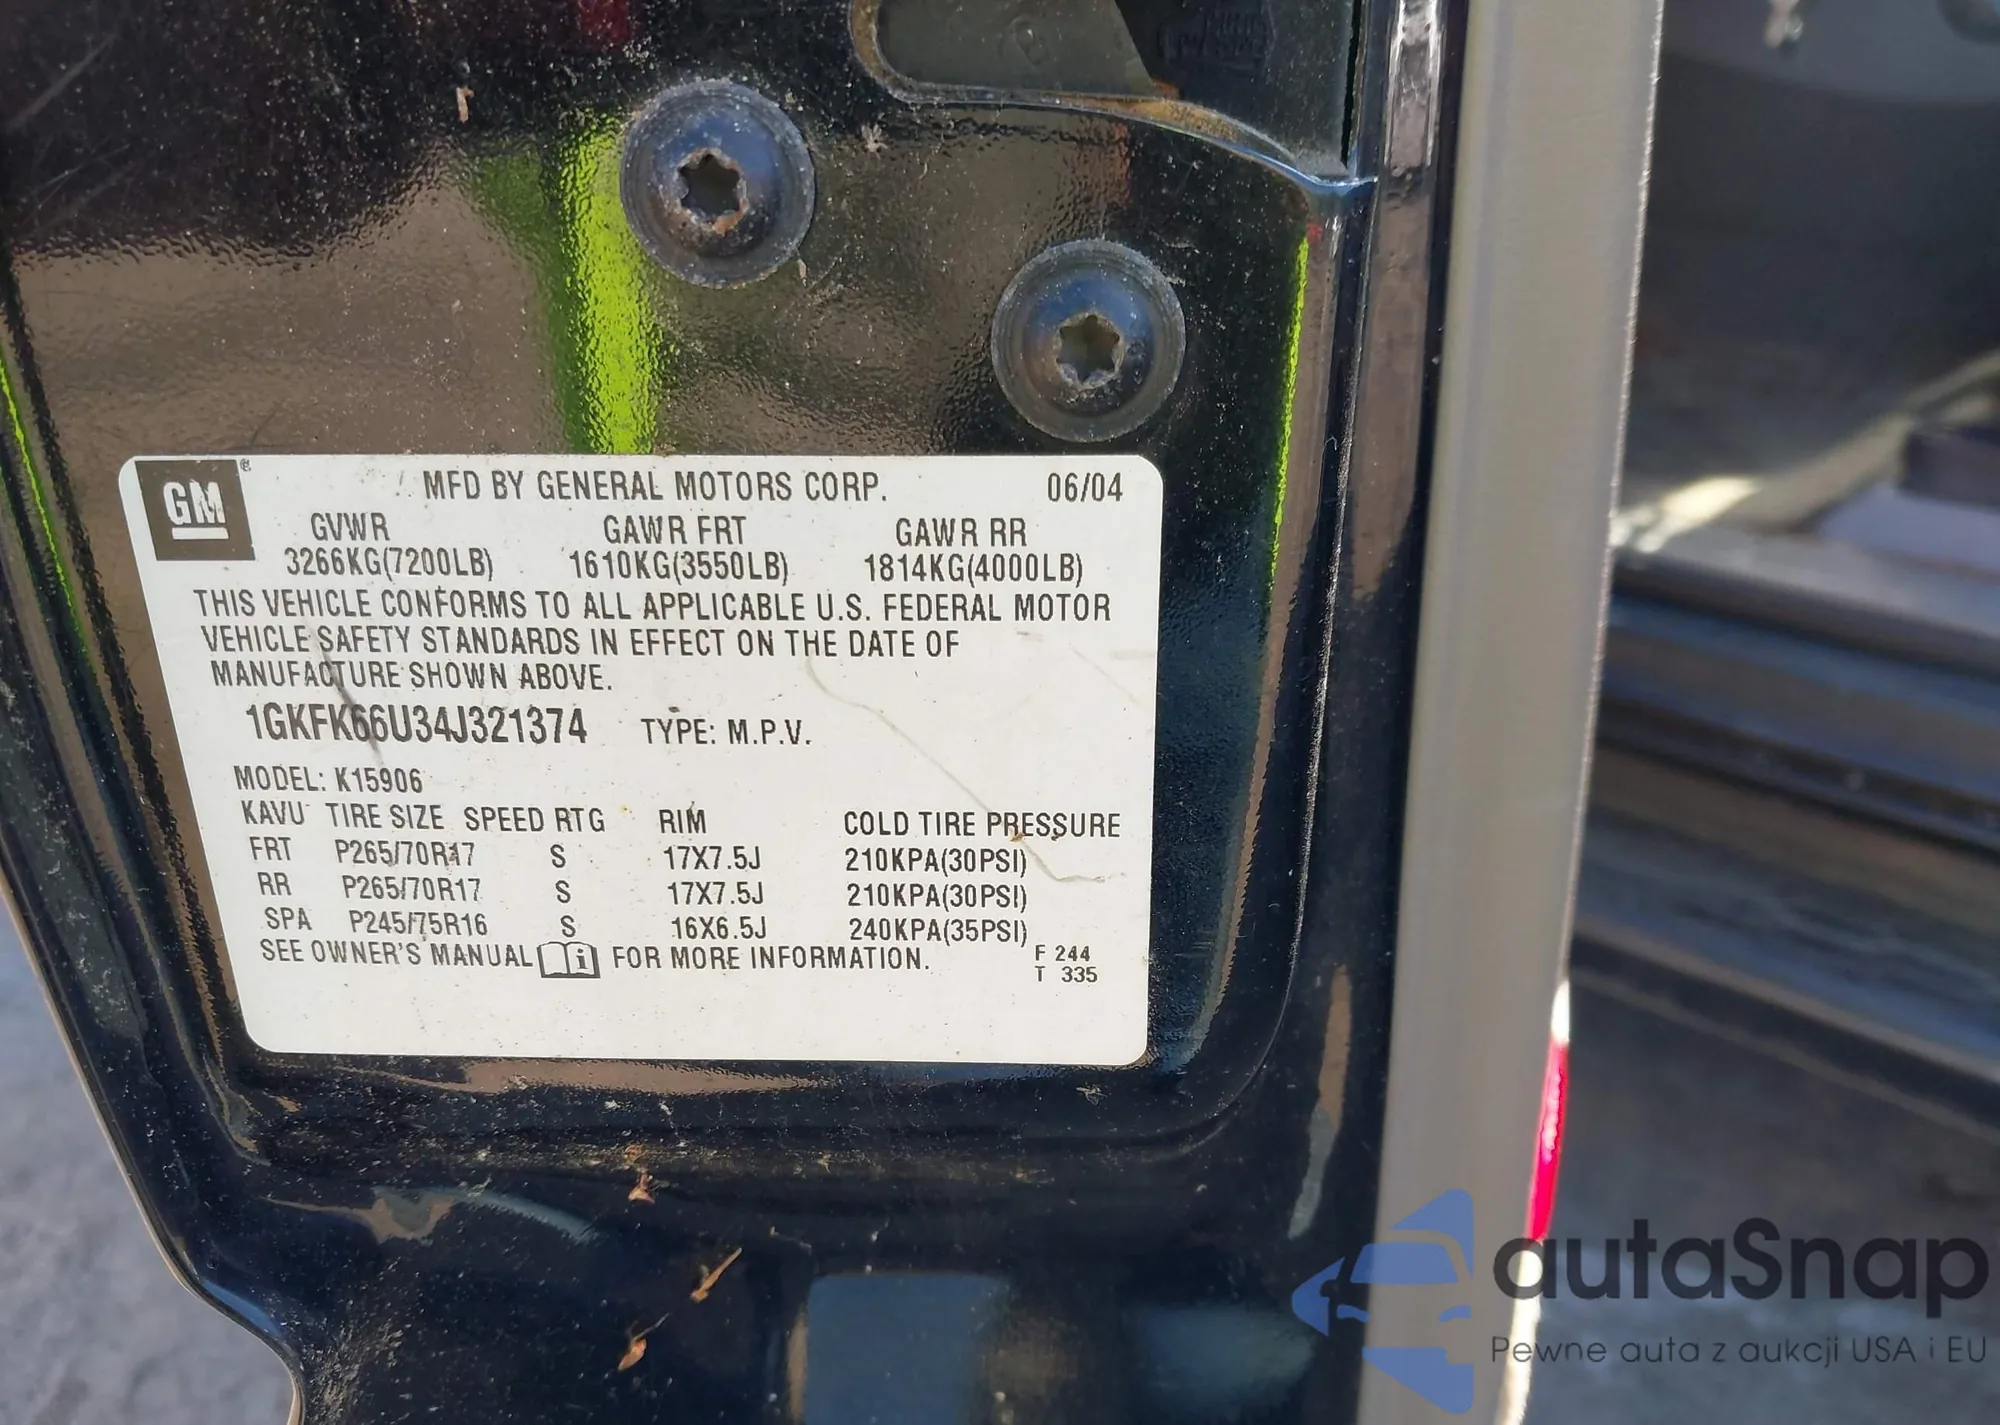 GM®
MFD BY GENERAL MOTORS CORP. 06/04
GVWR GAWR FRT GAWR RR
3266KG(7200LB) 1610KG(3550LB) 1814KG(4000LB)
THIS VEHICLE CONFORMS TO ALL APPLICABLE U.S. FEDERAL MOTOR
VEHICLE SAFETY STANDARDS IN EFFECT ON THE DATE OF
MANUFACTURE SHOWN ABOVE.
1GKFK66U34J321374 TYPE: M.P.V.
MODEL: K15906
KAVU TIRE SIZE SPEED RTG RIM COLD TIRE PRESSURE
FRT P265/70R17 S 17X7.5J 210KPA(30PSI)
RR P265/70R17 S 17X7.5J 210KPA(30PSI)
SPA P245/75R16 S 16X6.5J 240KPA(35PSI)
SEE OWNER'S MANUAL i FOR MORE INFORMATION.
F 244
T 335
autaSnap
Pewne auta z aukcji USA i EU